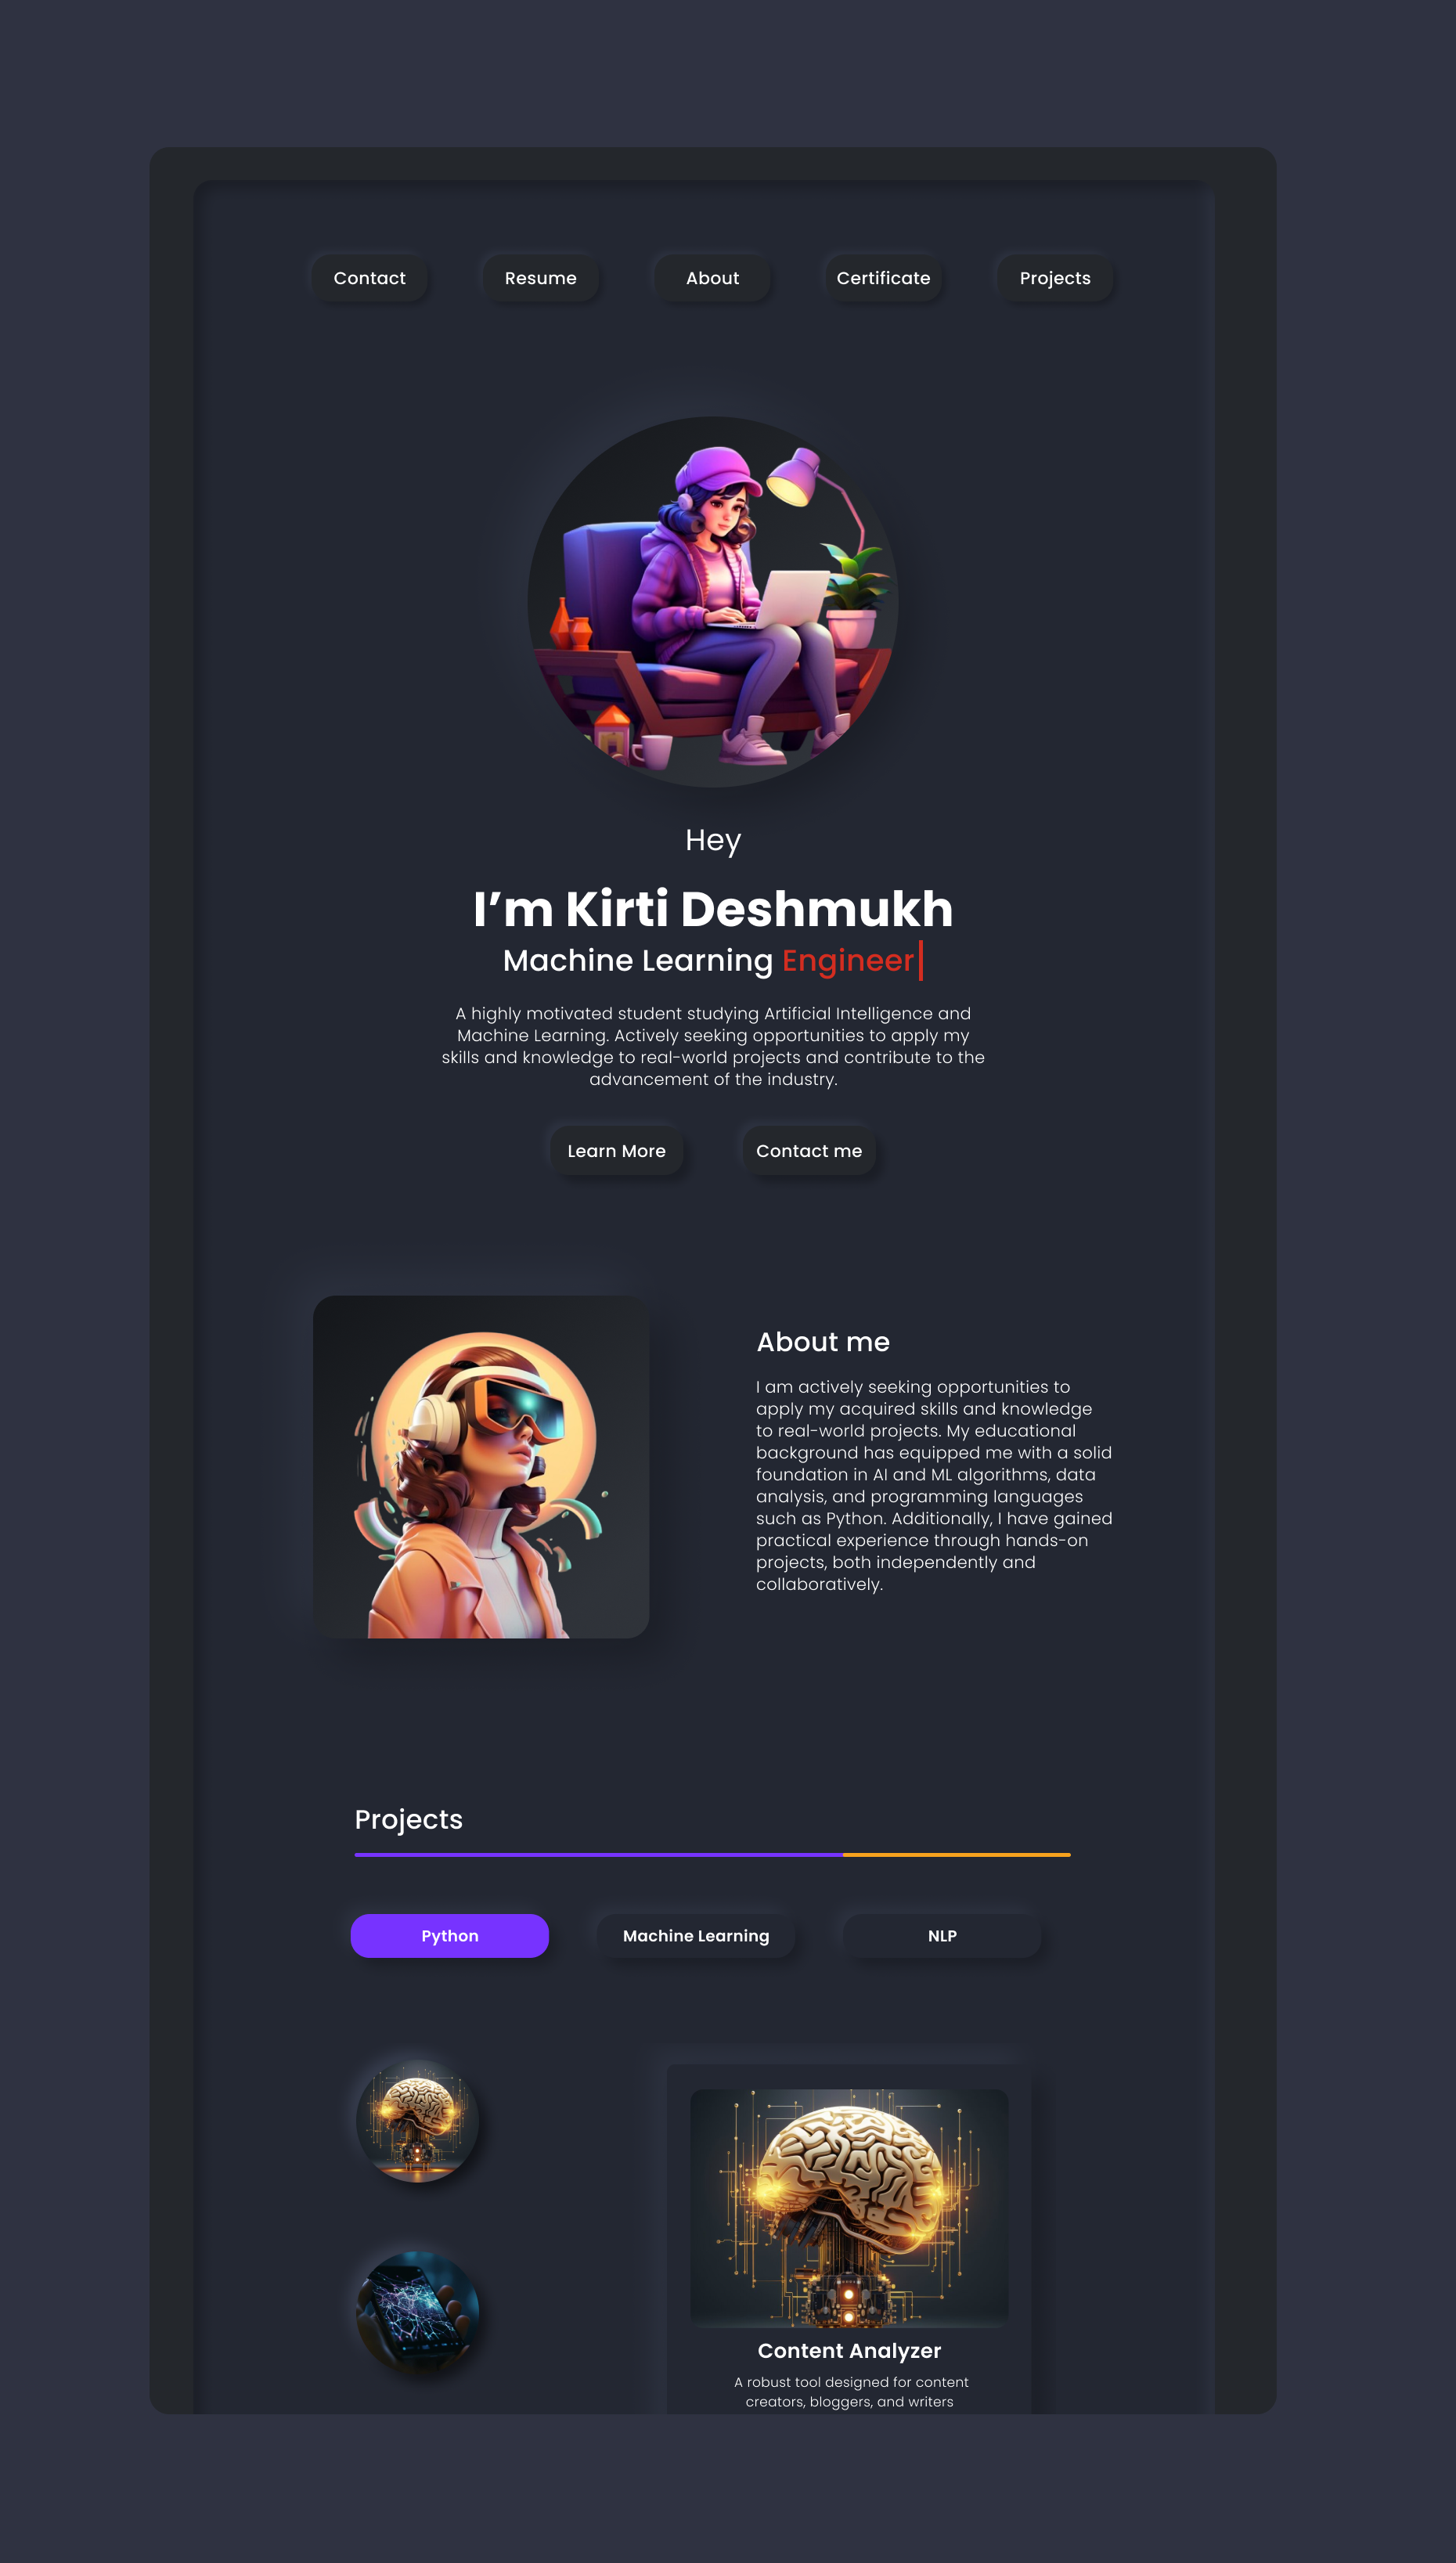 Contact
Resume
About
Certificate
Projects
Hey
I’m Kirti Deshmukh
Machine Learning Engineer
A highly motivated student studying Artificial Intelligence and
Machine Learning. Actively seeking opportunities to apply my
skills and knowledge to real-world projects and contribute to the
advancement of the industry.
Learn More
Contact me
About me
I am actively seeking opportunities to
apply my acquired skills and knowledge
to real-world projects. My educational
background has equipped me with a solid
foundation in AI and ML algorithms, data
analysis, and programming languages
such as Python. Additionally, I have gained
practical experience through hands-on
projects, both independently and
collaboratively.
Projects
Python
Machine Learning
NLP
Content Analyzer
A robust tool designed for content
creators, bloggers, and writers